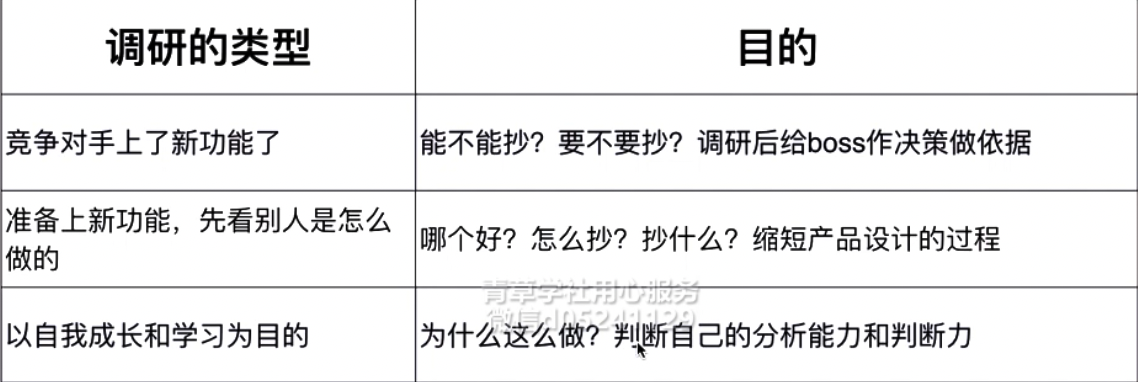 调研的类型
目的
竞争对手上了新功能了
能不能抄？要不要抄？调研后给boss作决策做依据
准备上新功能，先看别人是怎么
做的
哪个好？怎么抄？抄什么？缩短产品设计的过程
青草学社用心服务
微信d05241129
以自我成长和学习为目的
为什么这么做？判断自己的分析能力和判断力